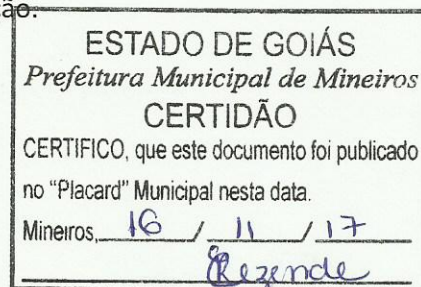 ção.
ESTADO DE GOIÁS
Prefeitura Municipal de Mineiros
CERTIDÃO
CERTIFICO, que este documento foi publicado
no "Placard" Municipal nesta data.
Mineiros, 16 / 11 / 17
Rezende